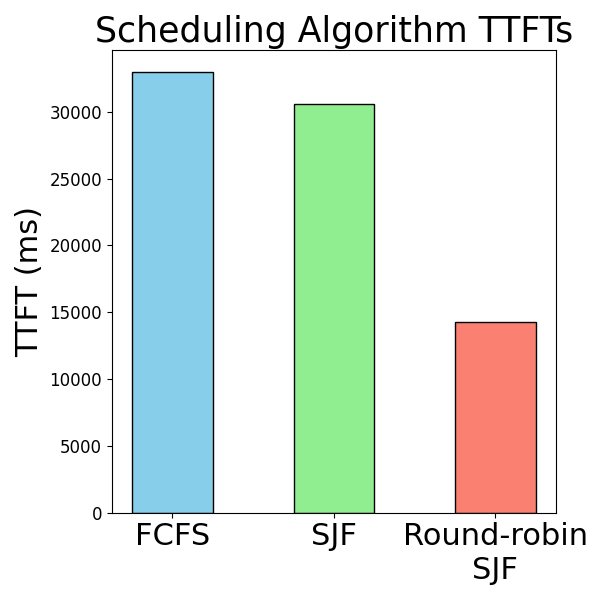 Scheduling Algorithm TTFTs
TTFT (ms)
30000
25000
20000
15000
10000
5000
0
FCFS
SJF
Round-robin
SJF